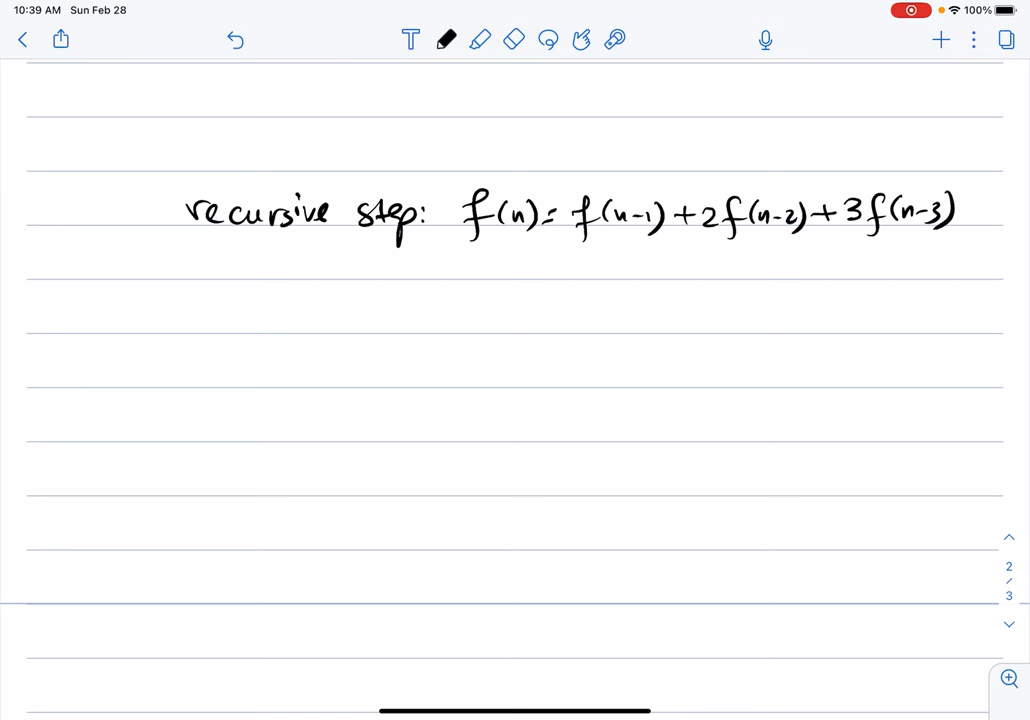 10:39 AM Sun Feb 28
100%
T
recursive step: f(n) = f(n-1) + 2f(n-2) + 3f(n-3)
2
/
3